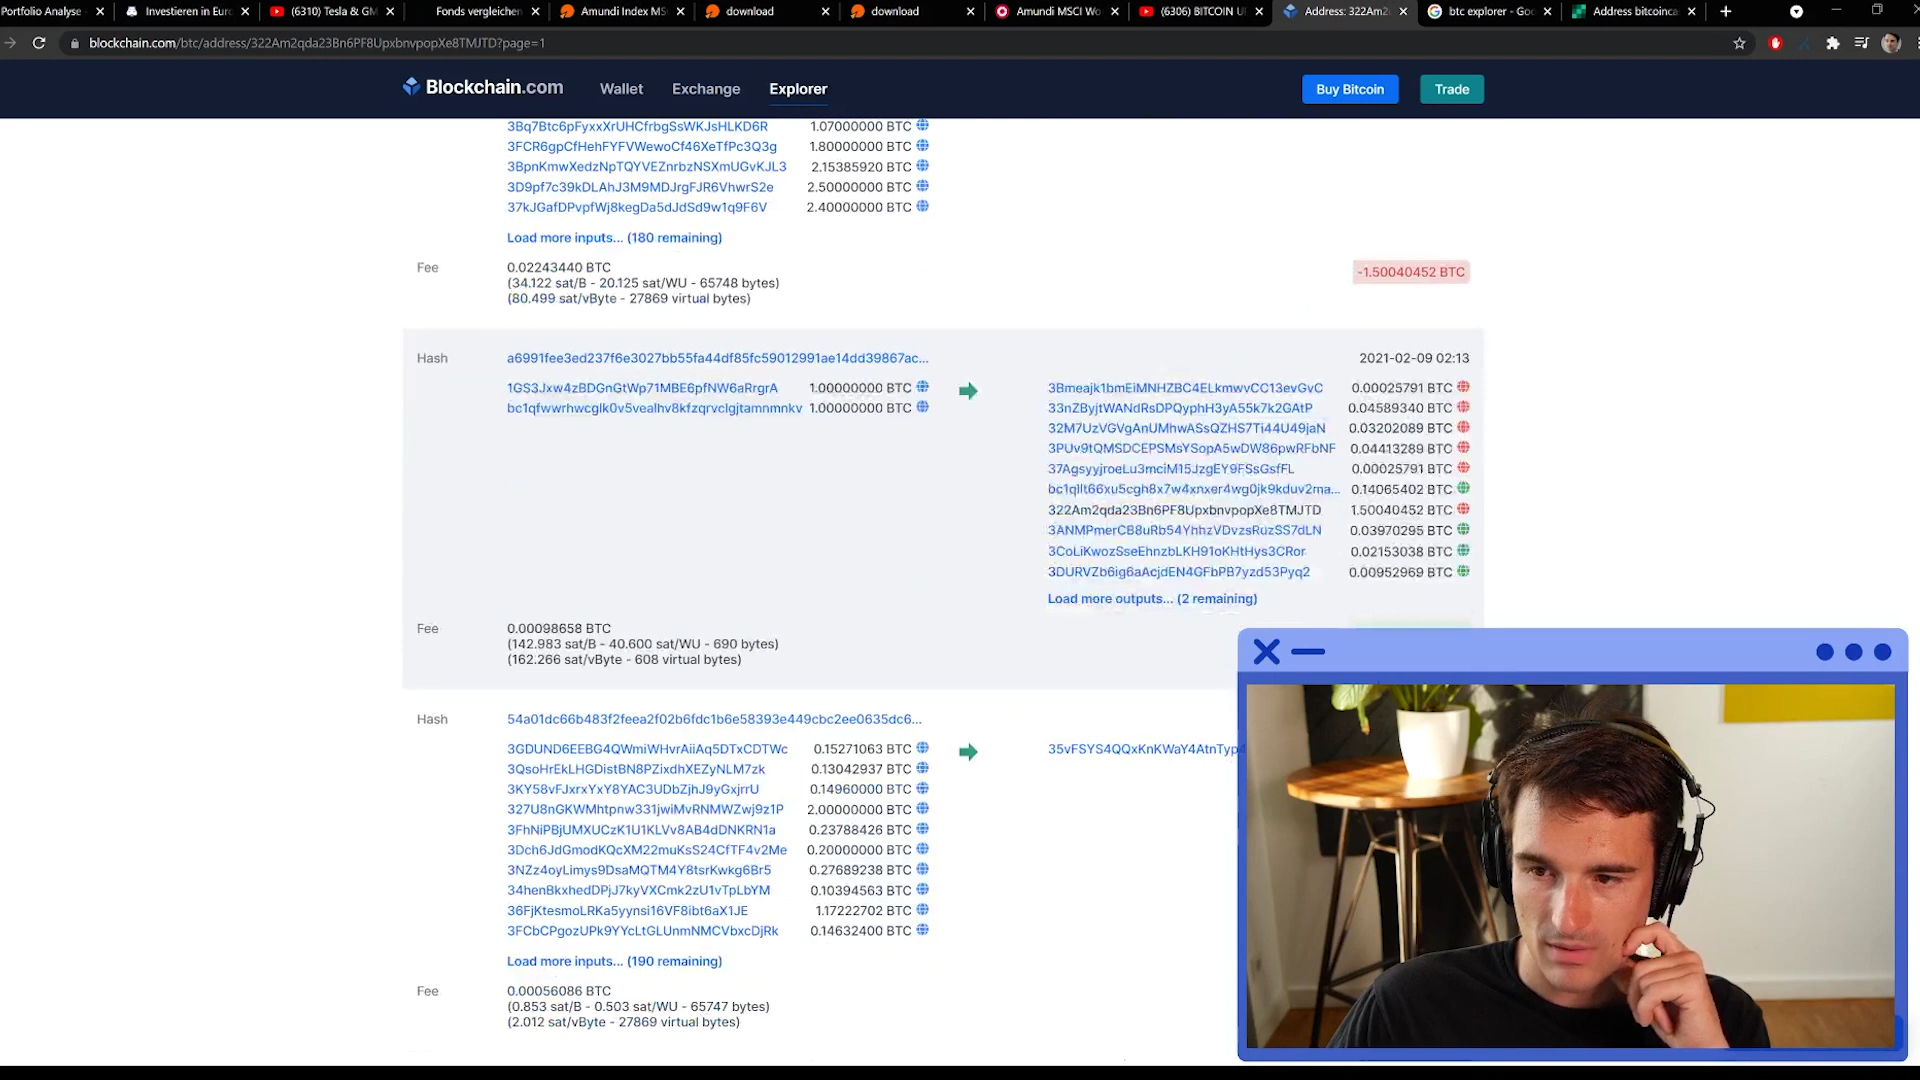 Portfolio Analyse
Investieren in Eur
(6310) Tesla & GM
Fonds vergleichen
Amundi Index MS
download
download
Amundi MSCI Wo
(6306) BITCOIN U
Address: 322Am2
btc explorer - Goo
Address bitcoinca
blockchain.com/btc/address/322Am2qda23Bn6PF8UpxbnvpopXe8TMJTD?page=1
Blockchain.com
Wallet
Exchange
Explorer
Buy Bitcoin
Trade
3Bq7Btc6pFyxxXrUHCfrbgSsWKJsHLKD6R 1.07000000 BTC
3FCR6gpCfHehFYFVWewoCf46XeTfPc3Q3g 1.80000000 BTC
3BpnKmwXedzNpTQYVEZnrbzNSXmUGvKJL3 2.15385920 BTC
3D9pf7c39kDLAhJ3M9MDJrgFJR6VhwrS2e 2.50000000 BTC
37kJGafDPvpfWj8kegDa5dJdSd9w1q9F6V 2.40000000 BTC
Load more inputs... (180 remaining)
Fee
0.02243440 BTC
(34.122 sat/B - 20.125 sat/WU - 65748 bytes)
(80.499 sat/vByte - 27869 virtual bytes)
-1.50040452 BTC
Hash
a6991fee3ed237f6e3027bb55fa44df85fc59012991ae14dd39867ac...
2021-02-09 02:13
1GS3Jxw4zBDGnGtWp71MBE6pfNW6aRrgrA 1.00000000 BTC
bc1qfwwrhwcglk0v5vealhv8kfzqrvclgjtamnmnkv 1.00000000 BTC
3Bmeajk1bmEiMNHZBC4ELkmwvCC13evGvC 0.00025791 BTC
33nZByjtWANdRsDPQyphH3yA55k7k2GAtP 0.04589340 BTC
32M7UzVGVgAnUMhwASsQZHS7Ti44U49jaN 0.03202089 BTC
3PUv9tQMSDCEPSMsYSopA5wDW86pwRFbNF 0.04413289 BTC
37AgsyyjroeLu3mciM15JzgEY9FSsGsfFL 0.00025791 BTC
bc1qllt66xu5cgh8x7w4xnxer4wg0jk9kduv2ma... 0.14065402 BTC
322Am2qda23Bn6PF8UpxbnvpopXe8TMJTD 1.50040452 BTC
3ANMPmerCB8uRb54YhhzVDvzsRuzSS7dLN 0.03970295 BTC
3CoLiKwozSseEhnzbLKH91oKHtHys3CRor 0.02153038 BTC
3DURVZb6ig6aAcjdEN4GFbPB7yzd53Pyq2 0.00952969 BTC
Load more outputs... (2 remaining)
Fee
0.00098658 BTC
(142.983 sat/B - 40.600 sat/WU - 690 bytes)
(162.266 sat/vByte - 608 virtual bytes)
Hash
54a01dc66b483f2feea2f02b6fdc1b6e58393e449cbc2ee0635dc6...
3GDUND6EEBG4QWmiWHvrAiiAq5DTxCDTWc 0.15271063 BTC
3QsoHrEkLHGDistBN8PZixdhXEZyNLM7zk 0.13042937 BTC
3KY58vFJxrxYxY8YAC3UDbZjhJ9yGxjrrU 0.14960000 BTC
327U8nGKWMhtpnw331jwiMvRNMWZwj9z1P 2.00000000 BTC
3FhNiPBjUMXUCzK1U1KLVv8AB4dDNKRN1a 0.23788426 BTC
3Dch6JdGmodKQcXM22muKsS24CfTF4v2Me 0.20000000 BTC
3NZz4oyLimys9DsaMQTM4Y8tsrKwkg6Br5 0.27689238 BTC
34henBkxhedDPjJ7kyVXCmk2zU1vTpLbYM 0.10394563 BTC
36FjKtesmoLRKa5yynsi16VF8ibt6aX1JE 1.17222702 BTC
3FCbCPgozUPk9YYcLtGLUnmNMCVbxcDjRk 0.14632400 BTC
35vFSYS4QQxKnKWaY4AtnTyp4
Load more inputs... (190 remaining)
Fee
0.00056086 BTC
(0.853 sat/B - 0.503 sat/WU - 65747 bytes)
(2.012 sat/vByte - 27869 virtual bytes)